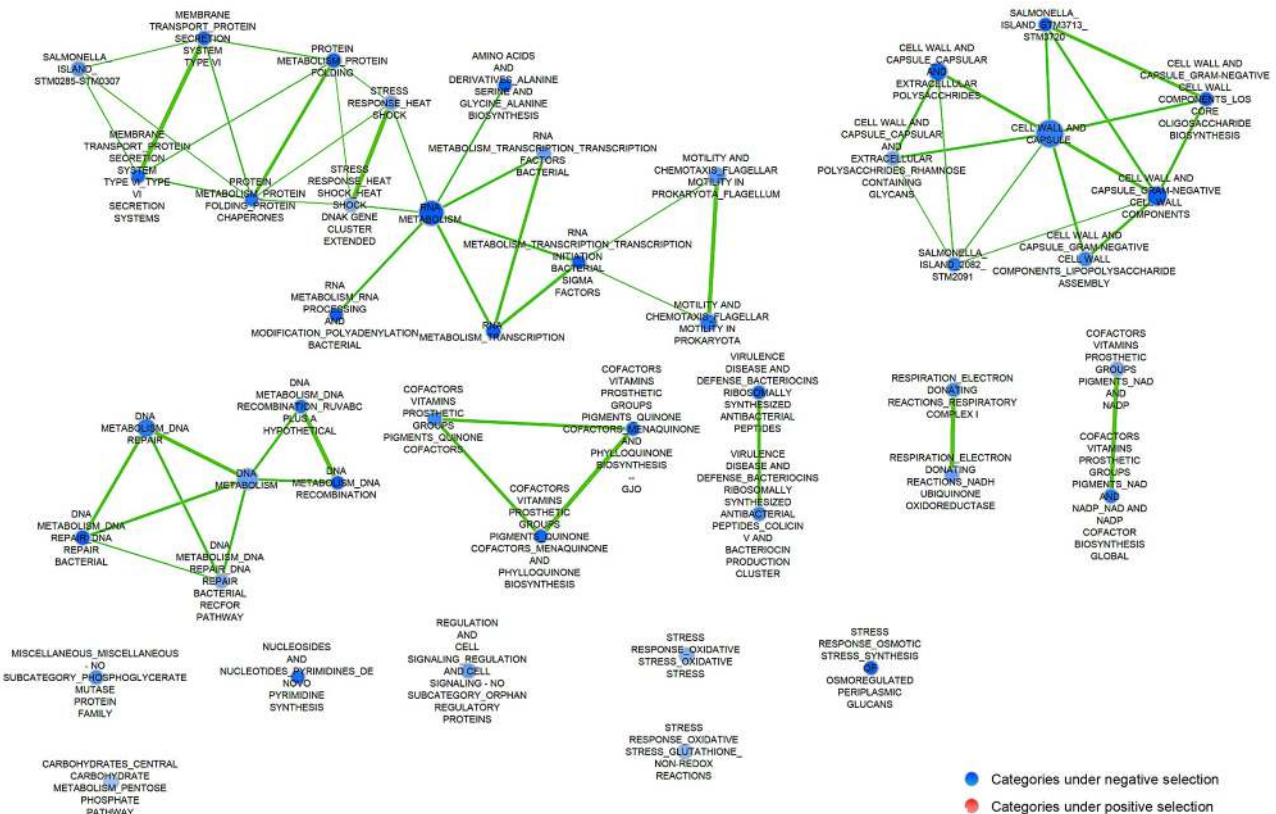 MEMBRANE
TRANSPORT_PROTEIN
SECRETION
SYSTEM
TYPE VI
SALMONELLA
ISLAND_
STM0285-STM0307
PROTEIN
METABOLISM_PROTEIN
FOLDING
STRESS
RESPONSE_HEAT
SHOCK
MEMBRANE
TRANSPORT_PROTEIN
SECRETION
SYSTEM
TYPE VI_TYPE
VI
SECRETION
SYSTEMS
PROTEIN
METABOLISM_PROTEIN
FOLDING_PROTEIN
CHAPERONES
STRESS
RESPONSE_HEAT
SHOCK_HEAT
SHOCK
DNAK GENE
CLUSTER
EXTENDED
AMINO ACIDS
AND
DERIVATIVES_ALANINE
SERINE AND
GLYCINE_ALANINE
BIOSYNTHESIS
RNA
METABOLISM_TRANSCRIPTION_TRANSCRIPTION
FACTORS
BACTERIAL
RNA
METABOLISM
RNA
METABOLISM_TRANSCRIPTION_TRANSCRIPTION
INITIATION
BACTERIAL
SIGMA
FACTORS
RNA
METABOLISM_RNA
PROCESSING
AND
MODIFICATION_POLYADENYLATION
BACTERIAL
RNA
METABOLISM_TRANSCRIPTION
MOTILITY AND
CHEMOTAXIS_FLAGELLAR
MOTILITY IN
PROKARYOTA_FLAGELLUM
MOTILITY AND
CHEMOTAXIS_FLAGELLAR
MOTILITY IN
PROKARYOTA
SALMONELLA_
ISLAND_STM3713_
STM3720
CELL WALL AND
CAPSULE_CAPSULAR
AND
EXTRACELLULAR
POLYSACCHRIDES
CELL WALL AND
CAPSULE_GRAM-NEGATIVE
CELL WALL
COMPONENTS_LOS
CORE
OLIGOSACCHARIDE
BIOSYNTHESIS
CELL WALL AND
CAPSULE
CELL WALL AND
CAPSULE_CAPSULAR
AND
EXTRACELLULAR
POLYSACCHRIDES_RHAMNOSE
CONTAINING
GLYCANS
CELL WALL AND
CAPSULE_GRAM-NEGATIVE
CELL WALL
COMPONENTS
SALMONELLA_
ISLAND_2082_
STM2091
CELL WALL AND
CAPSULE_GRAM-NEGATIVE
CELL WALL
COMPONENTS_LIPOPOLYSACCHARIDE
ASSEMBLY
DNA
METABOLISM_DNA
REPAIR
DNA
METABOLISM_DNA
RECOMBINATION_RUVABC
PLUS A
HYPOTHETICAL
DNA
METABOLISM
DNA
METABOLISM_DNA
RECOMBINATION
DNA
METABOLISM_DNA
REPAIR_DNA
REPAIR
BACTERIAL
DNA
METABOLISM_DNA
REPAIR_DNA
REPAIR
BACTERIAL
RECFOR
PATHWAY
COFACTORS
VITAMINS
PROSTHETIC
GROUPS
PIGMENTS_QUINONE
COFACTORS
COFACTORS
VITAMINS
PROSTHETIC
GROUPS
PIGMENTS_QUINONE
COFACTORS_MENAQUINONE
AND
PHYLLOQUINONE
BIOSYNTHESIS
--
GJO
COFACTORS
VITAMINS
PROSTHETIC
GROUPS
PIGMENTS_QUINONE
COFACTORS_MENAQUINONE
AND
PHYLLOQUINONE
BIOSYNTHESIS
VIRULENCE
DISEASE AND
DEFENSE_BACTERIOCINS
RIBOSOMALLY
SYNTHESIZED
ANTIBACTERIAL
PEPTIDES
VIRULENCE
DISEASE AND
DEFENSE_BACTERIOCINS
RIBOSOMALLY
SYNTHESIZED
ANTIBACTERIAL
PEPTIDES_COLICIN
V AND
BACTERIOCIN
PRODUCTION
CLUSTER
RESPIRATION_ELECTRON
DONATING
REACTIONS_RESPIRATORY
COMPLEX I
RESPIRATION_ELECTRON
DONATING
REACTIONS_NADH
UBIQUINONE
OXIDOREDUCTASE
COFACTORS
VITAMINS
PROSTHETIC
GROUPS
PIGMENTS_NAD
AND
NADP
COFACTORS
VITAMINS
PROSTHETIC
GROUPS
PIGMENTS_NAD
AND
NADP_NAD AND
NADP
COFACTOR
BIOSYNTHESIS
GLOBAL
MISCELLANEOUS_MISCELLANEOUS
- NO
SUBCATEGORY_PHOSPHOGLYCERATE
MUTASE
PROTEIN
FAMILY
NUCLEOSIDES
AND
NUCLEOTIDES_PYRIMIDINES_DE
NOVO
PYRIMIDINE
SYNTHESIS
REGULATION
AND
CELL
SIGNALING_REGULATION
AND CELL
SIGNALING - NO
SUBCATEGORY_ORPHAN
REGULATORY
PROTEINS
STRESS
RESPONSE_OXIDATIVE
STRESS_OXIDATIVE
STRESS
STRESS
RESPONSE_OSMOTIC
STRESS_SYNTHESIS
OF
OSMOREGULATED
PERIPLASMIC
GLUCANS
STRESS
RESPONSE_OXIDATIVE
STRESS_GLUTATHIONE_
NON-REDOX
REACTIONS
CARBOHYDRATES_CENTRAL
CARBOHYDRATE
METABOLISM_PENTOSE
PHOSPHATE
PATHWAY
Categories under negative selection
Categories under positive selection